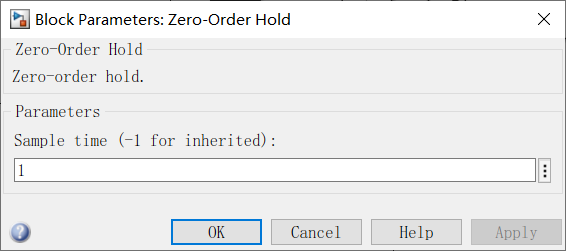 Block Parameters: Zero-Order Hold
Zero-Order Hold
Zero-order hold.
Parameters
Sample time (-1 for inherited):
1
OK Cancel Help Apply